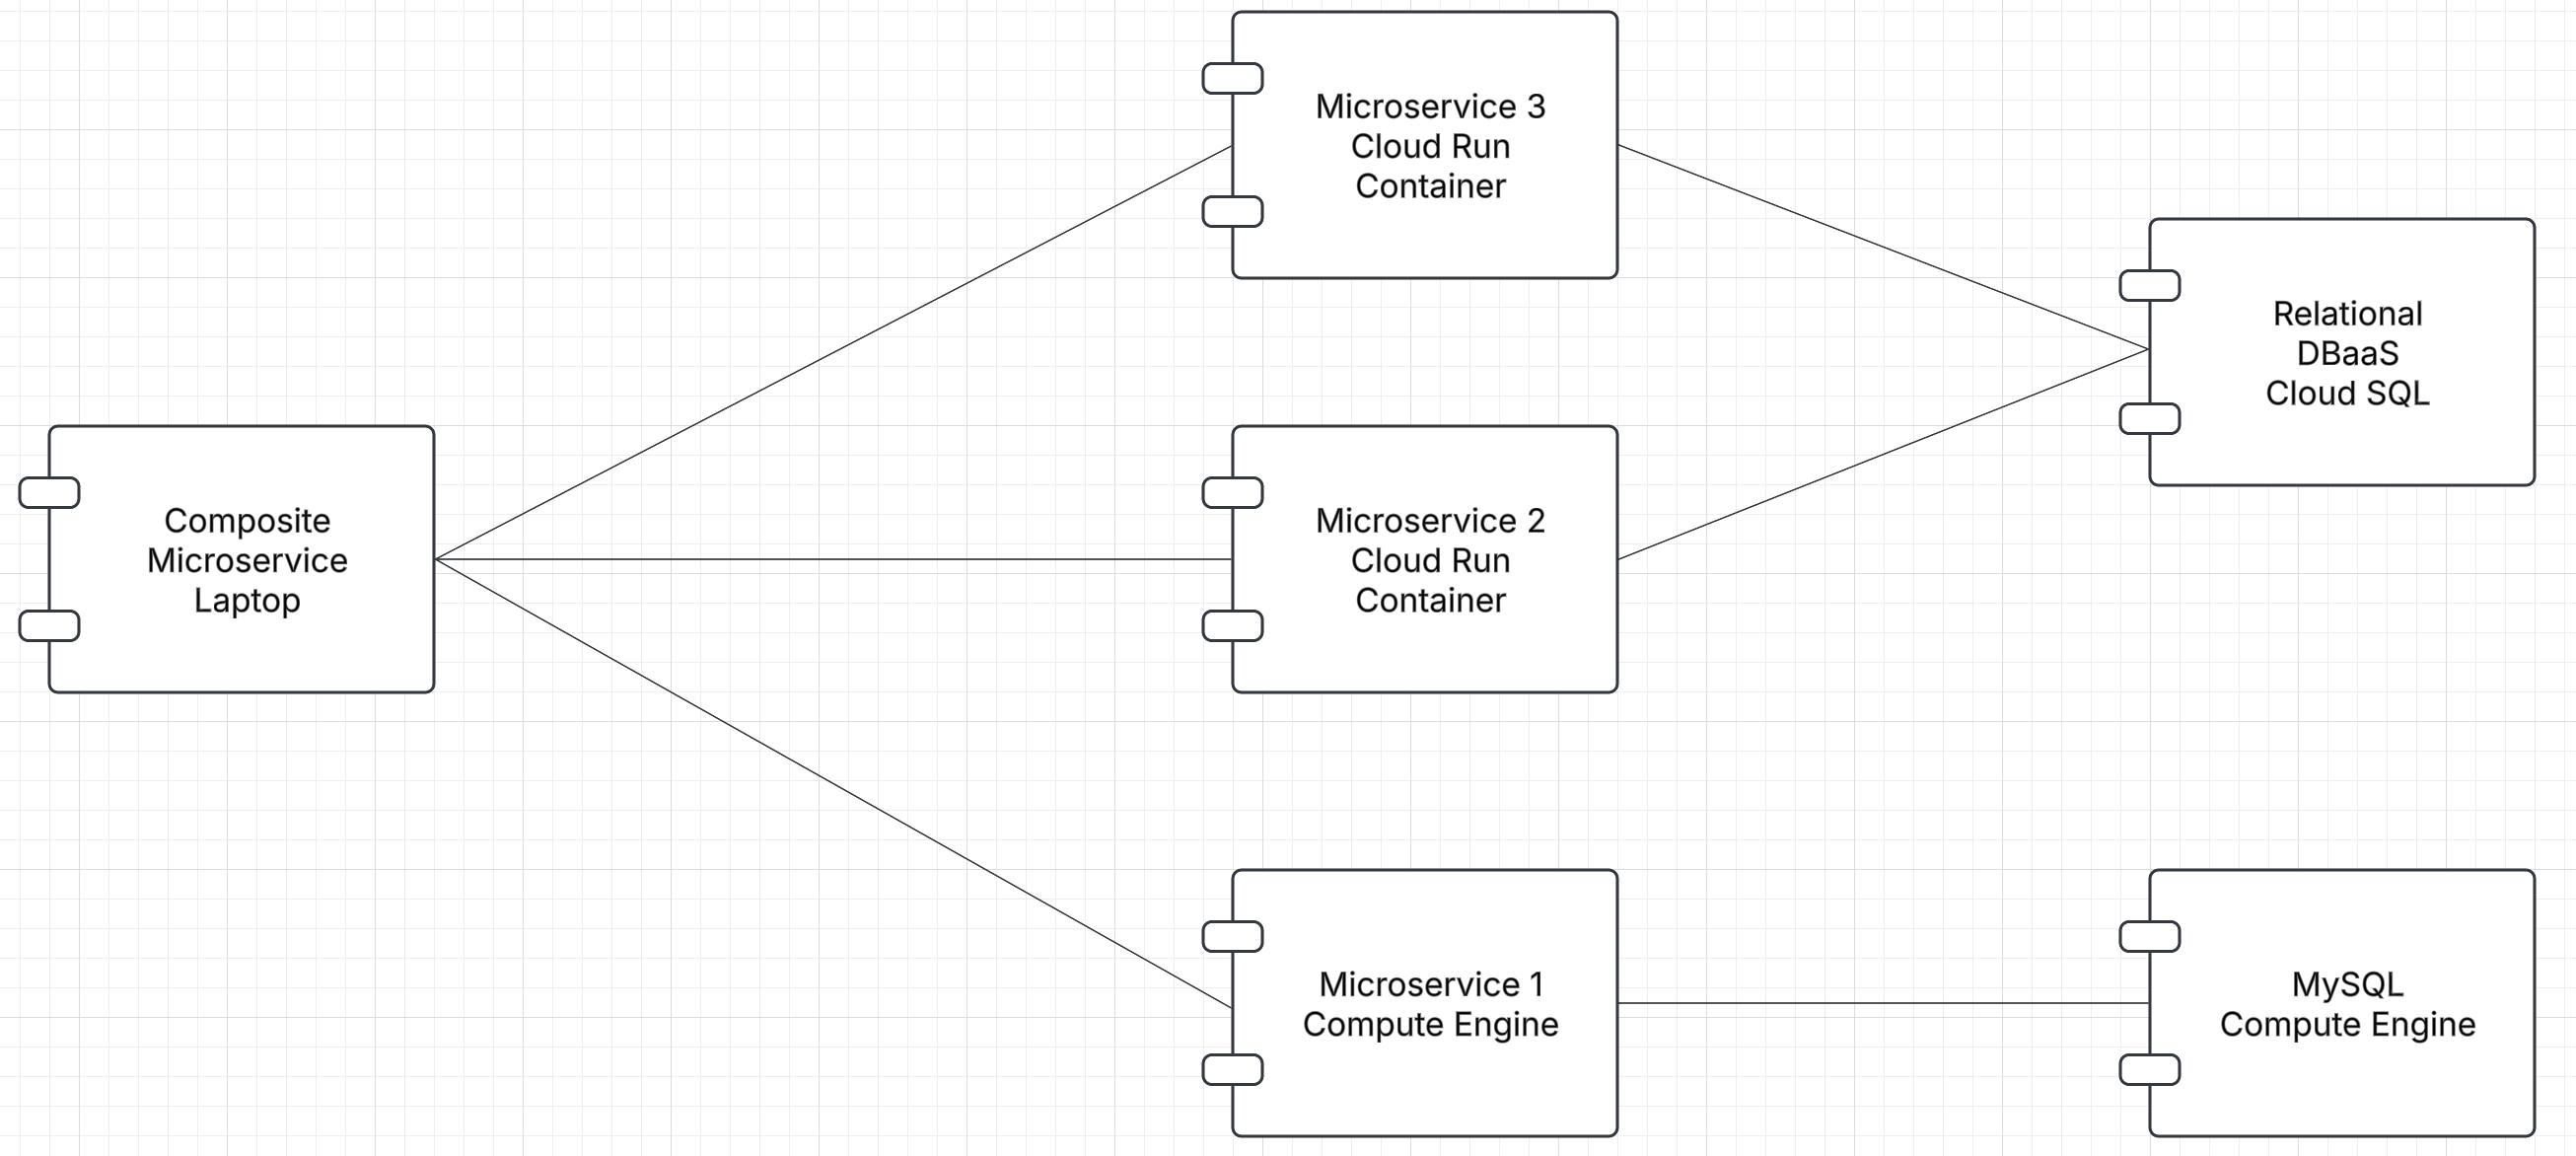 Microservice 3
Cloud Run
Container
Relational
DBaaS
Cloud SQL
Composite
Microservice
Laptop
Microservice 2
Cloud Run
Container
Microservice 1
Compute Engine
MySQL
Compute Engine